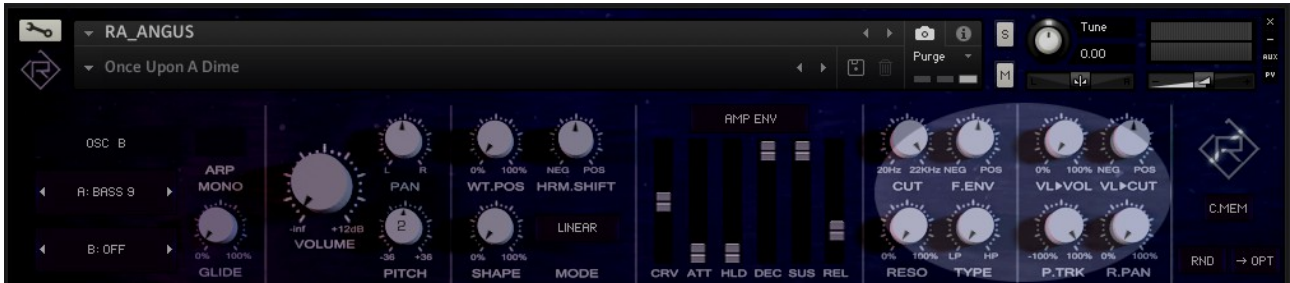 RA_ANGUS
Once Upon A Dime
Purge
S
M
Tune
0.00
L R
AUX
PV
OSC B
A: BASS 9
B: OFF
ARP
MONO
0% 100%
GLIDE
-inf +12dB
VOLUME
L R
PAN
2
-36 +36
PITCH
0% 100%
WT.POS
NEG POS
HRM.SHIFT
0% 100%
SHAPE
LINEAR
MODE
AMP ENV
CRV ATT HLD DEC SUS REL
20Hz 22KHz
CUT
NEG POS
F.ENV
0% 100%
RESO
LP HP
TYPE
0% 100%
VL▶VOL
NEG POS
VL▶CUT
-100% 100%
P.TRK
0% 100%
R.PAN
C.MEM
RND → OPT